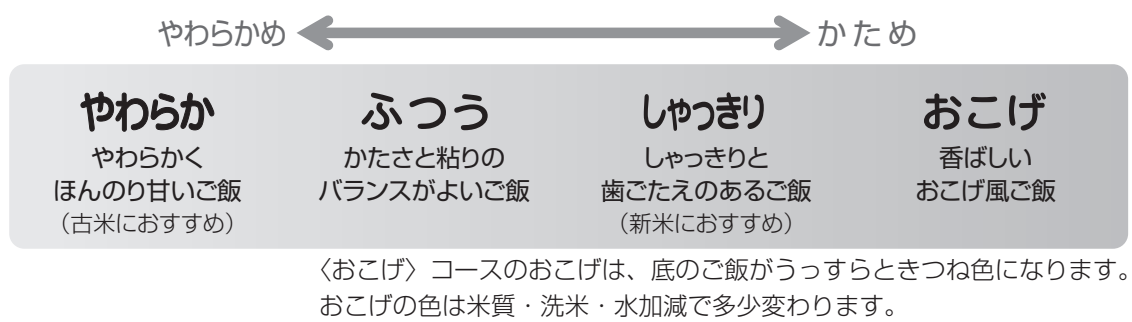 やわらかめ かため
やわらか ふつう しゃっきり おこげ
やわらかく かたさと粘りの しゃっきりと 香ばしい
ほんのり甘いご飯 バランスがよいご飯 歯ごたえのあるご飯 おこげ風ご飯
（古米におすすめ） （新米におすすめ）
〈おこげ〉コースのおこげは、底のご飯がうっすらときつね色になります。
おこげの色は米質・洗米・水加減で多少変わります。